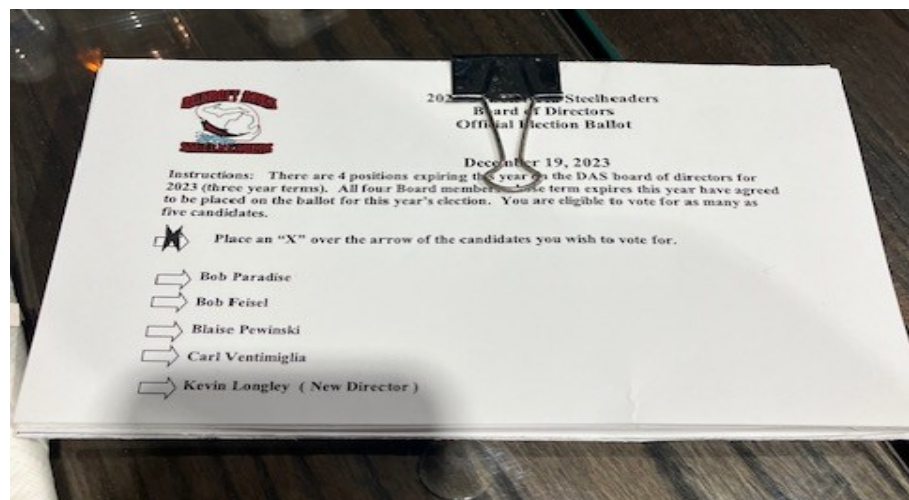 DETROIT AREA
STEELHEADERS
Steelheaders
Board of Directors
Official Election Ballot
December 19, 2023
Instructions: There are 4 positions expiring this year on the DAS board of directors for
2023 (three year terms). All four Board members whose term expires this year have agreed
to be placed on the ballot for this year's election. You are eligible to vote for as many as
five candidates.
Place an "X" over the arrow of the candidates you wish to vote for.
Bob Paradise
Bob Feisel
Blaise Pewinski
Carl Ventimiglia
Kevin Longley ( New Director )